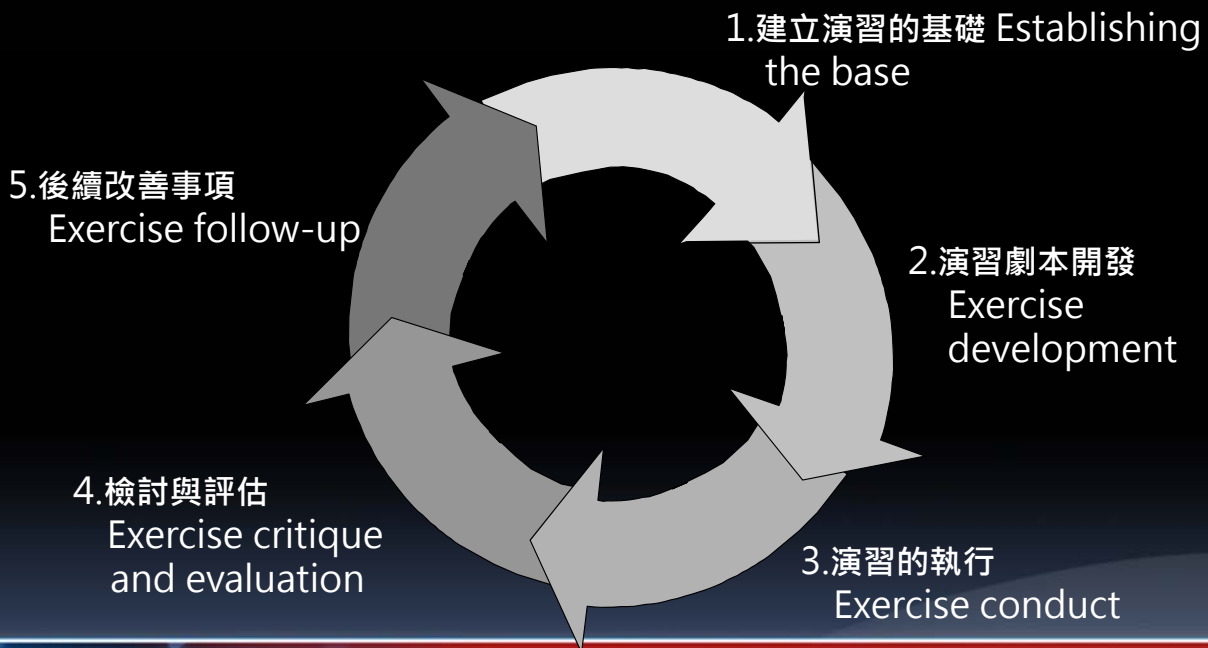 1.建立演習的基礎 Establishing
the base
2.演習劇本開發
Exercise
development
3.演習的執行
Exercise conduct
4.檢討與評估
Exercise critique
and evaluation
5.後續改善事項
Exercise follow-up